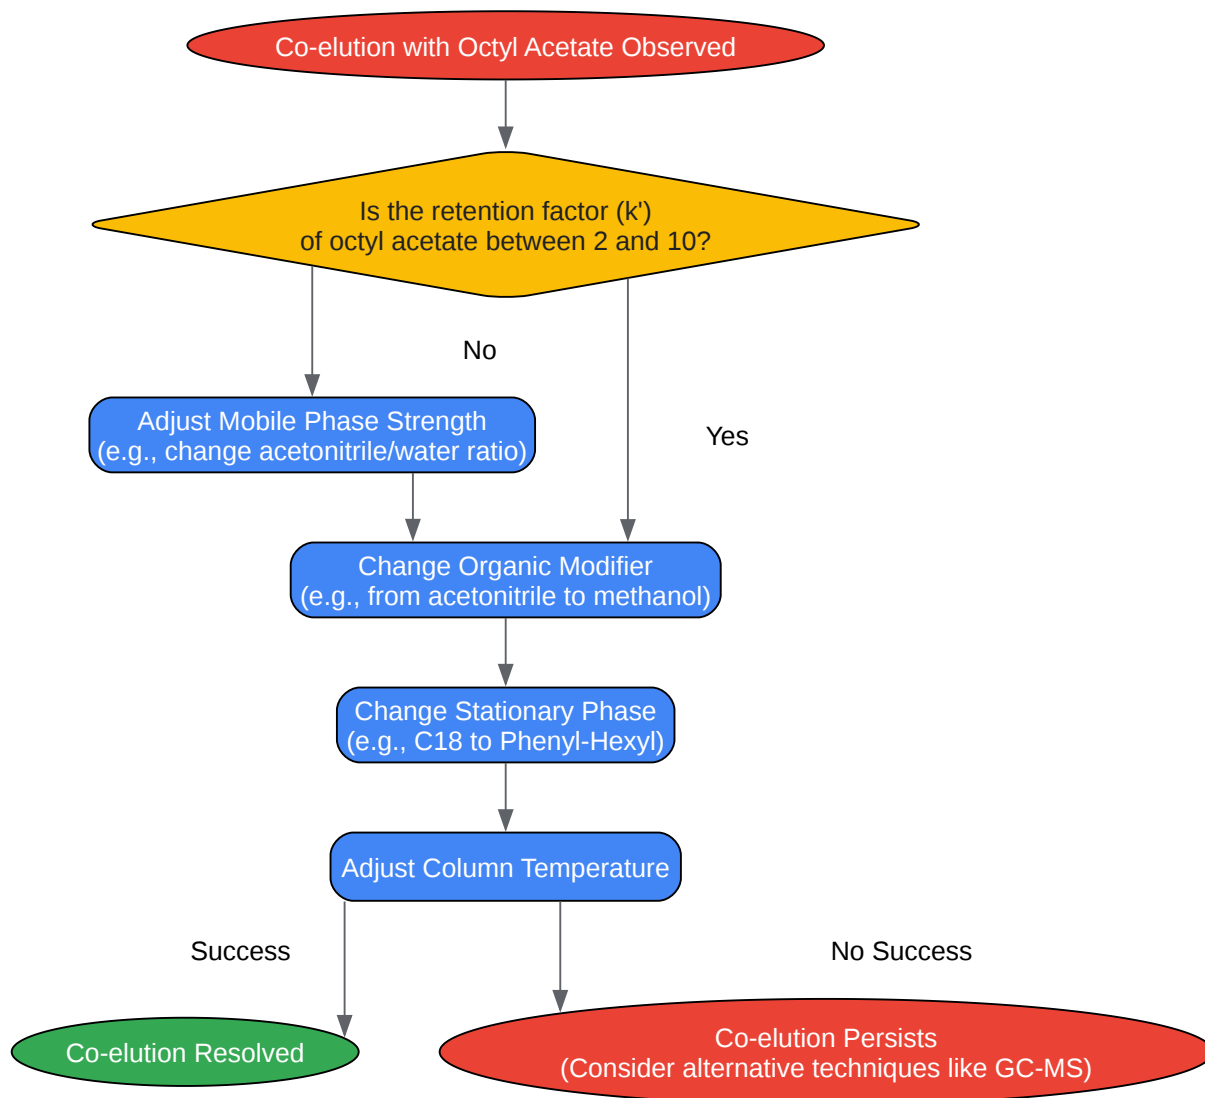 Co-elution with Octyl Acetate Observed
Is the retention factor (k')
of octyl acetate between 2 and 10?
No
Adjust Mobile Phase Strength
(e.g., change acetonitrile/water ratio)
Yes
Change Organic Modifier
(e.g., from acetonitrile to methanol)
Change Stationary Phase
(e.g., C18 to Phenyl-Hexyl)
Adjust Column Temperature
Success
No Success
Co-elution Resolved
Co-elution Persists
(Consider alternative techniques like GC-MS)